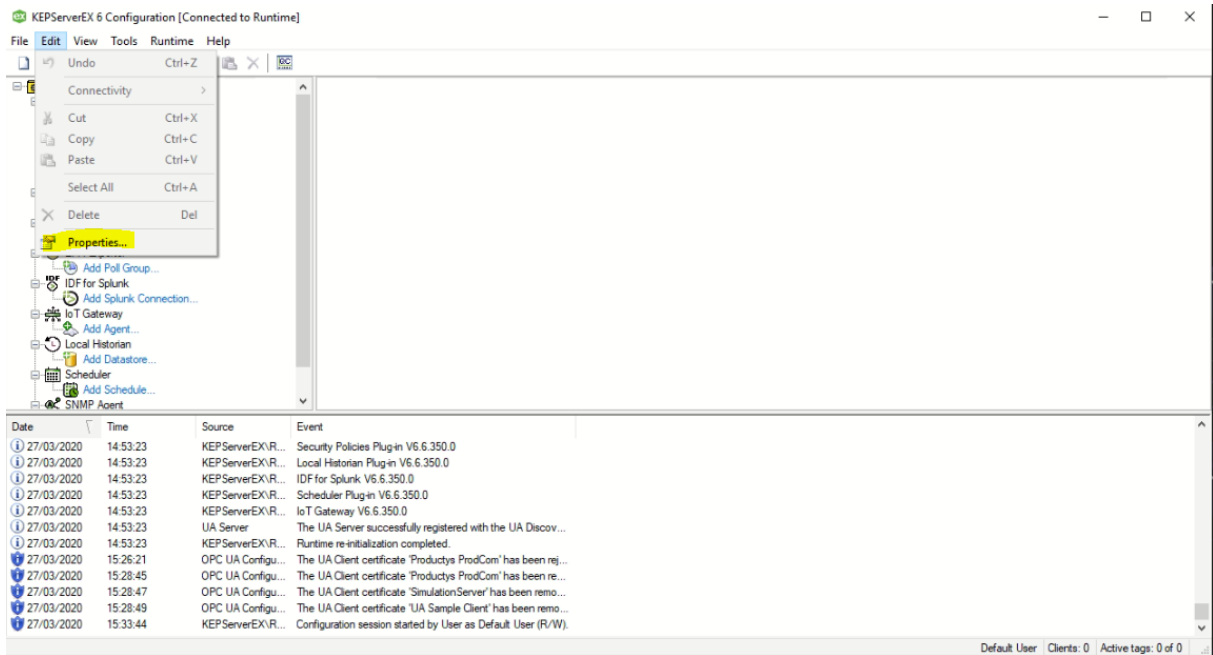 KEPServerEX 6 Configuration [Connected to Runtime]
File Edit View Tools Runtime Help
Undo Ctrl+Z
Connectivity
Cut Ctrl+X
Copy Ctrl+C
Paste Ctrl+V
Select All Ctrl+A
Delete Del
Properties...
Add Poll Group...
IDF for Splunk
Add Splunk Connection...
IoT Gateway
Add Agent...
Local Historian
Add Datastore...
Scheduler
Add Schedule...
SNMP Agent
Date Time Source Event
27/03/2020 14:53:23 KEPServerEX\R... Security Policies Plug-in V6.6.350.0
27/03/2020 14:53:23 KEPServerEX\R... Local Historian Plug-in V6.6.350.0
27/03/2020 14:53:23 KEPServerEX\R... IDF for Splunk V6.6.350.0
27/03/2020 14:53:23 KEPServerEX\R... Scheduler Plug-in V6.6.350.0
27/03/2020 14:53:23 KEPServerEX\R... IoT Gateway V6.6.350.0
27/03/2020 14:53:23 UA Server The UA Server successfully registered with the UA Discov...
27/03/2020 14:53:23 KEPServerEX\R... Runtime re-initialization completed.
27/03/2020 15:26:21 OPC UA Configu... The UA Client certificate 'Productys ProdCom' has been rej...
27/03/2020 15:28:45 OPC UA Configu... The UA Client certificate 'Productys ProdCom' has been re...
27/03/2020 15:28:47 OPC UA Configu... The UA Client certificate 'SimulationServer' has been remo...
27/03/2020 15:28:49 OPC UA Configu... The UA Client certificate 'UA Sample Client' has been remo...
27/03/2020 15:33:44 KEPServerEX\R... Configuration session started by User as Default User (R/W).
Default User Clients: 0 Active tags: 0 of 0